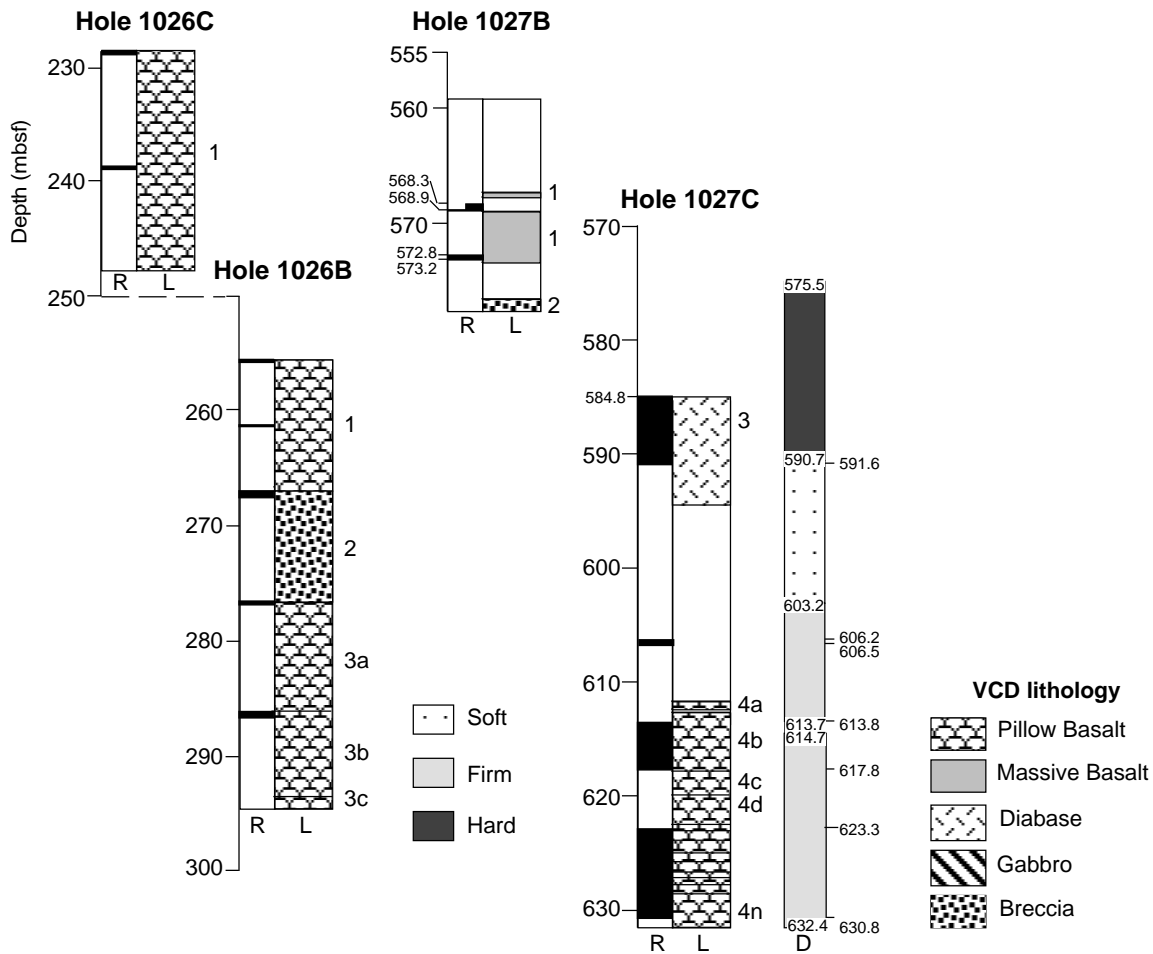 Hole 1026C
Hole 1027B
Depth (mbsf)
230
240
250
1
R L
Hole 1026B
260
270
280
290
300
1
2
3a
3b
3c
R L
555
560
570
568.3
568.9
572.8
573.2
1
1
2
R L
Hole 1027C
570
580
584.8
590
600
610
620
630
3
4a
4b
4c
4d
4n
R L
575.5
590.7
591.6
603.2
606.2
606.5
613.7
613.8
614.7
617.8
623.3
632.4
630.8
D
Soft
Firm
Hard
VCD lithology
Pillow Basalt
Massive Basalt
Diabase
Gabbro
Breccia